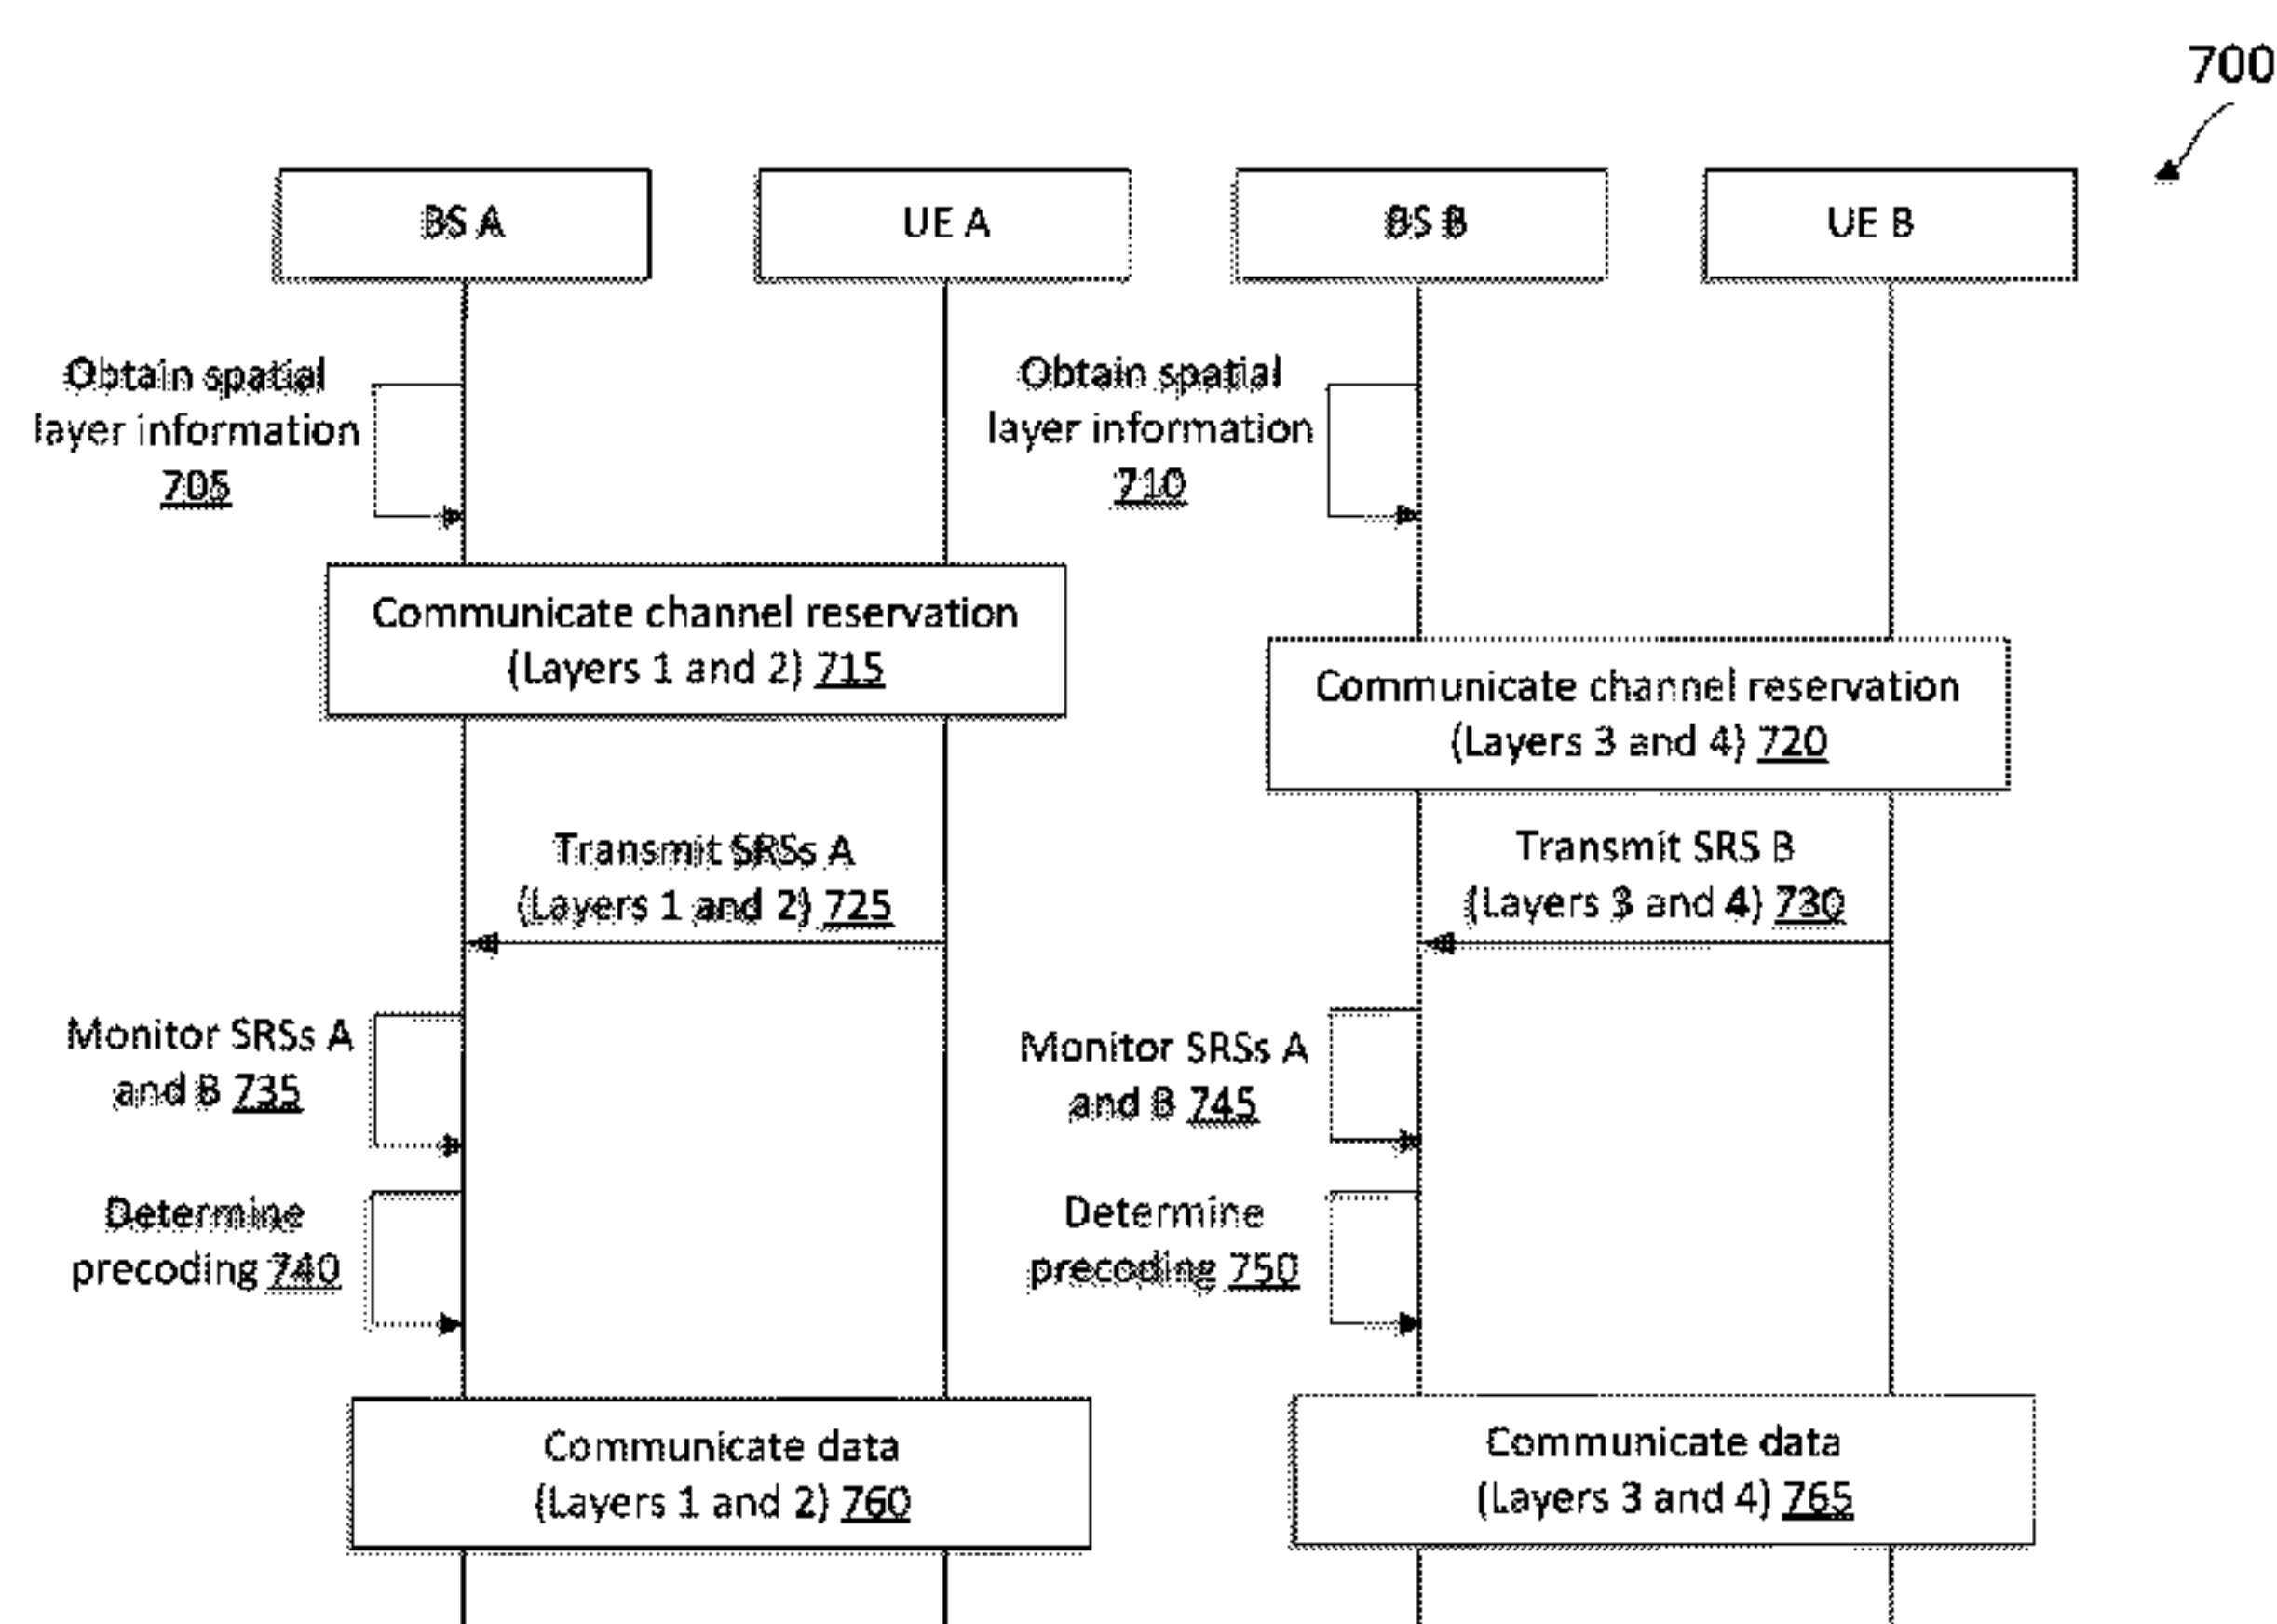 700
BS A
UE A
BS B
UE B
Obtain spatial
layer information
705
Obtain spatial
layer information
710
Communicate channel reservation
(Layers 1 and 2) 715
Communicate channel reservation
(Layers 3 and 4) 720
Transmit SRSs A
(Layers 1 and 2) 725
Transmit SRS B
(Layers 3 and 4) 730
Monitor SRSs A
and B 735
Monitor SRSs A
and B 745
Determine
precoding 740
Determine
precoding 750
Communicate data
(Layers 1 and 2) 760
Communicate data
(Layers 3 and 4) 765